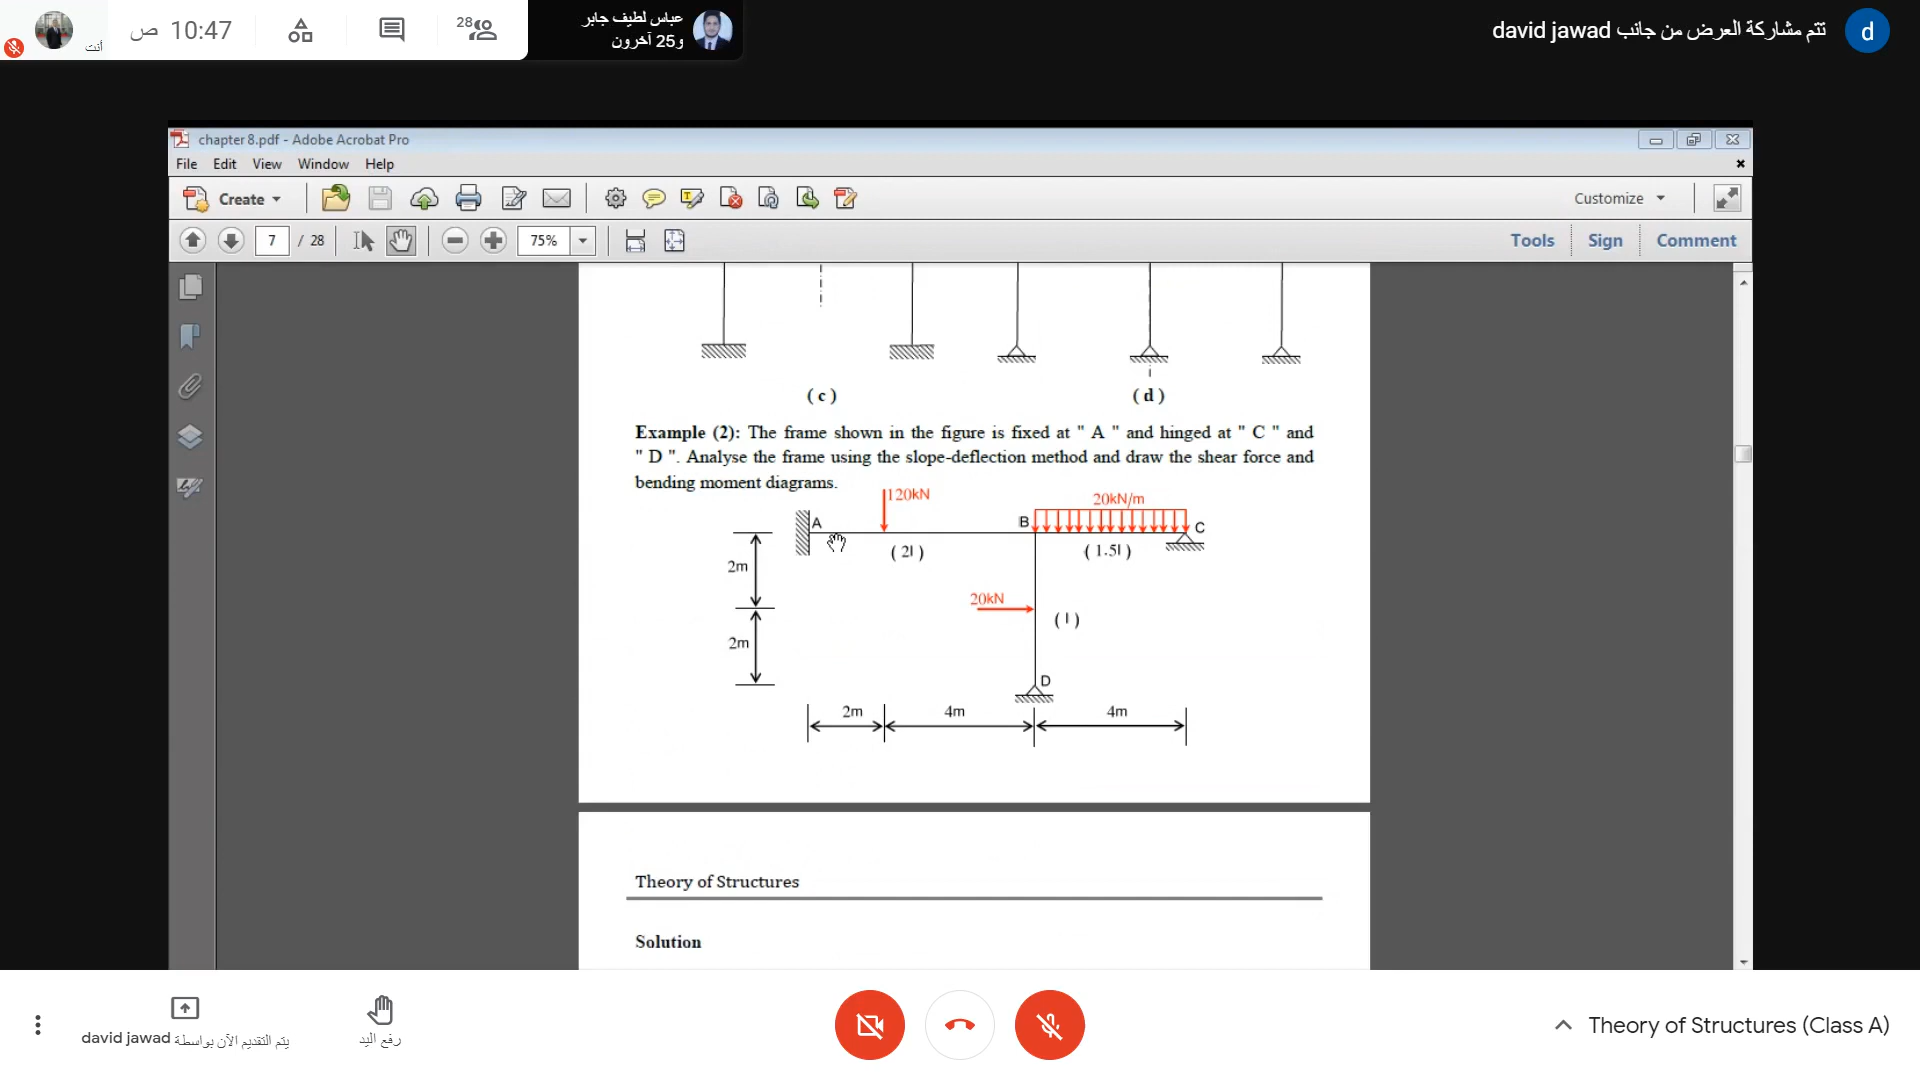 أنت
10:47 ص
28
عباس لطيف جابر
و25 آخرون
تتم مشاركة العرض من جانب david jawad
d
chapter 8.pdf - Adobe Acrobat Pro
File Edit View Window Help
Create
Customize
7 / 28
75%
Tools Sign Comment
( c )
( d )
Example (2): The frame shown in the figure is fixed at " A " and hinged at " C " and
" D ". Analyse the frame using the slope-deflection method and draw the shear force and
bending moment diagrams.
120kN
20kN/m
A
B
C
( 2I )
( 1.5I )
2m
20kN
( I )
2m
D
2m
4m
4m
Theory of Structures
Solution
david jawad يتم التقديم الآن بواسطة
رفع اليد
Theory of Structures (Class A)